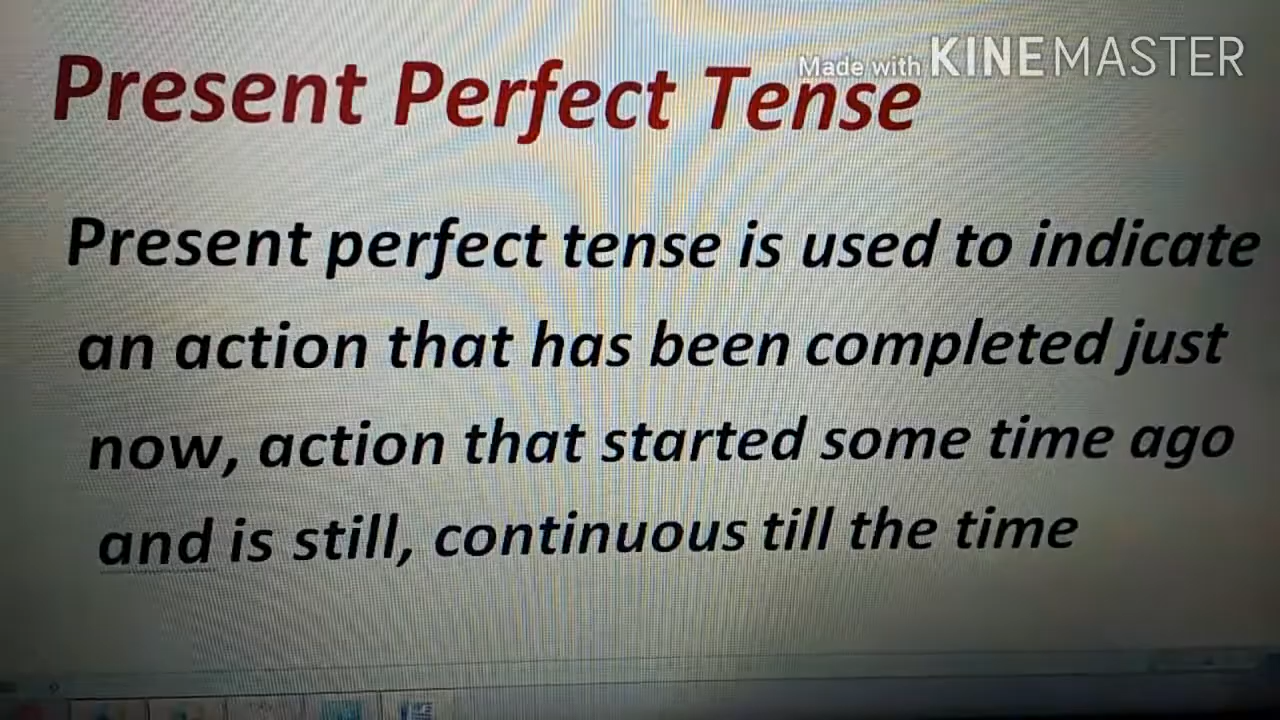 Made with KINEMASTER
Present Perfect Tense
Present perfect tense is used to indicate
an action that has been completed just
now, action that started some time ago
and is still, continuous till the time